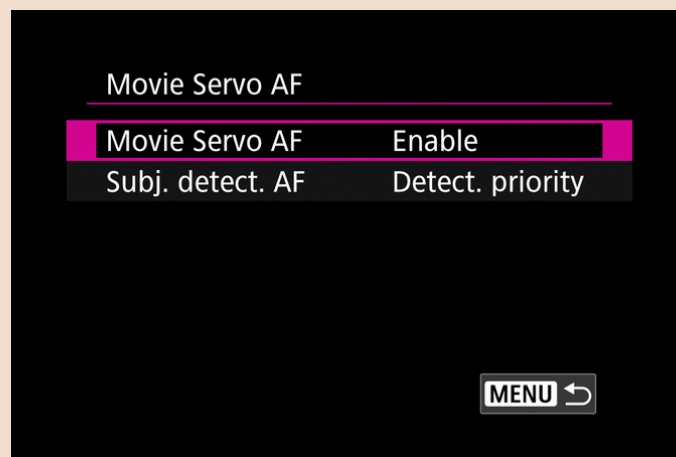 Movie Servo AF
Movie Servo AF Enable
Subj. detect. AF Detect. priority
MENU